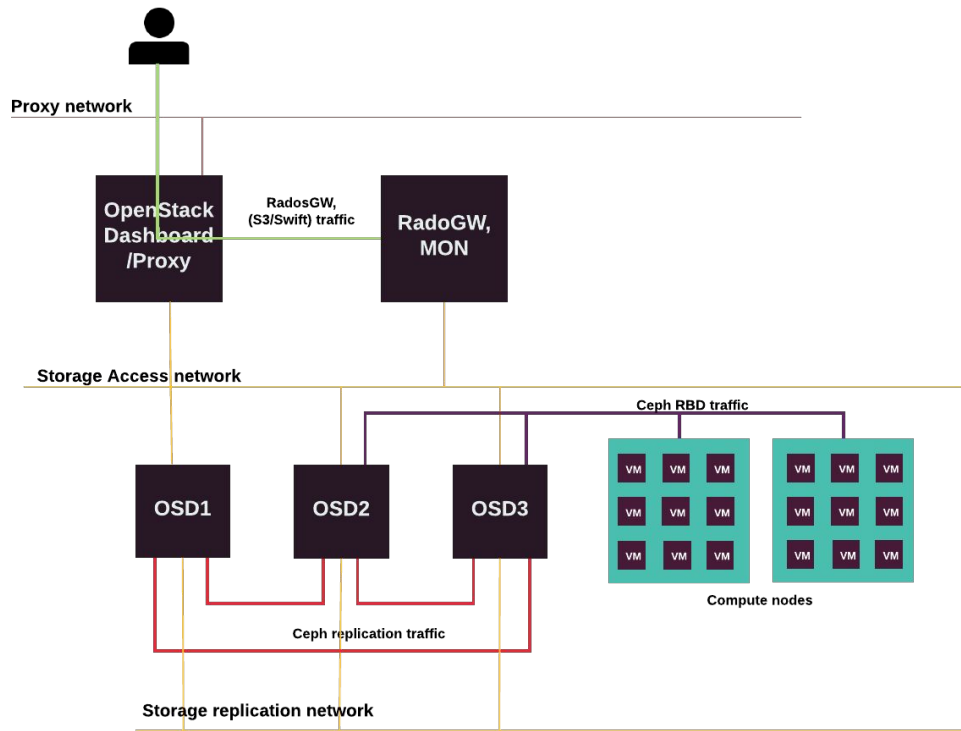 Proxy network
OpenStack
Dashboard
/Proxy
RadosGW,
(S3/Swift) traffic
RadoGW,
MON
Storage Access network
Ceph RBD traffic
OSD1
OSD2
OSD3
VM VM VM
VM VM VM
VM VM VM
VM VM VM
VM VM VM
VM VM VM
Compute nodes
Ceph replication traffic
Storage replication network